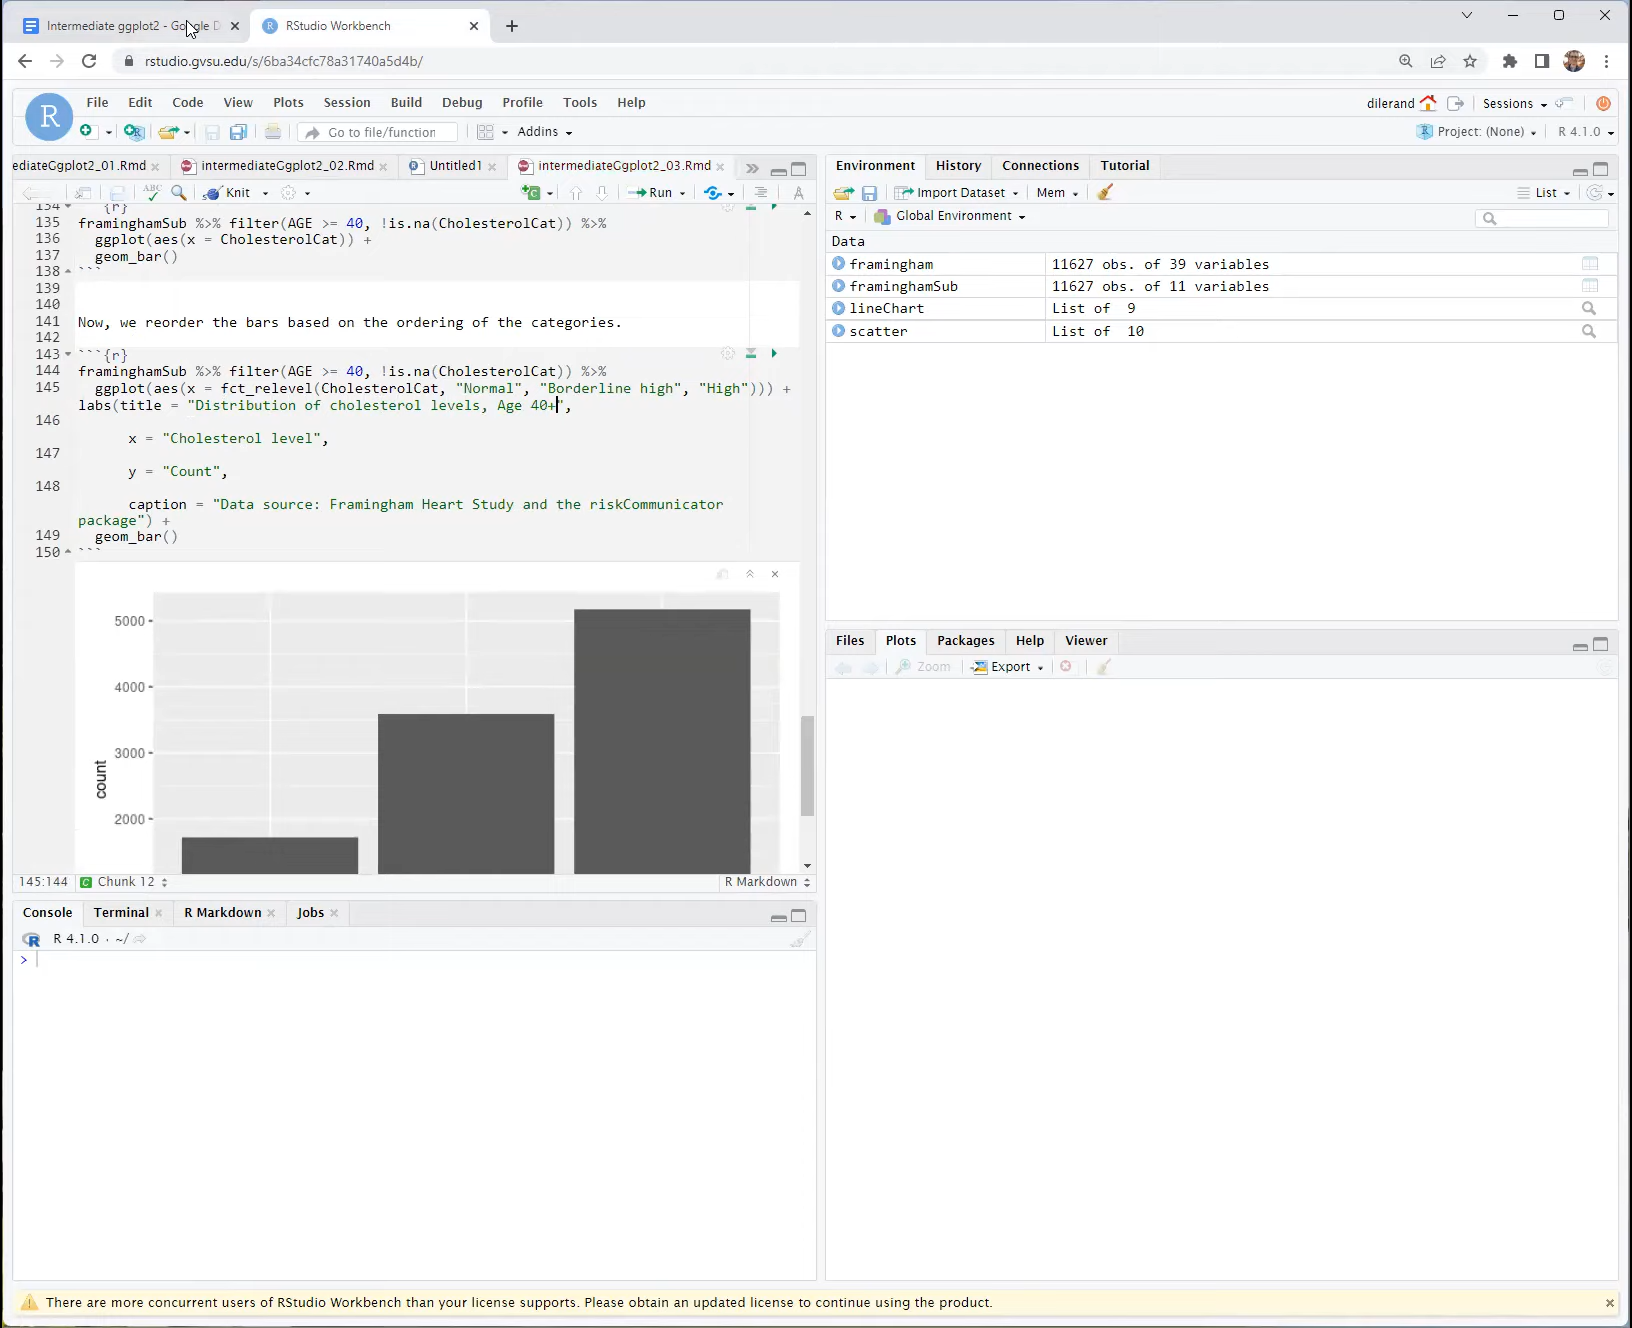 Intermediate ggplot2 - Google D
RStudio Workbench
rstudio.gvsu.edu/s/6ba34cfc78a31740a5d4b/
R
File Edit Code View Plots Session Build Debug Profile Tools Help
dilerand Sessions
Go to file/function Addins
Project: (None) R 4.1.0
ediateGgplot2_01.Rmd intermediateGgplot2_02.Rmd Untitled1 intermediateGgplot2_03.Rmd
ABC Knit Run
134 {r}
135 framinghamSub %>% filter(AGE >= 40, !is.na(CholesterolCat)) %>%
136 ggplot(aes(x = CholesterolCat)) +
137 geom_bar()
138 ```
139
140
141 Now, we reorder the bars based on the ordering of the categories.
142
143 ```{r}
144 framinghamSub %>% filter(AGE >= 40, !is.na(CholesterolCat)) %>%
145 ggplot(aes(x = fct_relevel(CholesterolCat, "Normal", "Borderline high", "High"))) +
labs(title = "Distribution of cholesterol levels, Age 40+",
146
x = "Cholesterol level",
147
y = "Count",
148
caption = "Data source: Framingham Heart Study and the riskCommunicator
package") +
149 geom_bar()
150 ```
5000
4000
3000
2000
count
145:144 C Chunk 12 R Markdown
Console Terminal R Markdown Jobs
R 4.1.0 · ~/
>
Environment History Connections Tutorial
Import Dataset Mem List
R Global Environment
Data
framingham 11627 obs. of 39 variables
framinghamSub 11627 obs. of 11 variables
lineChart List of 9
scatter List of 10
Files Plots Packages Help Viewer
Zoom Export
There are more concurrent users of RStudio Workbench than your license supports. Please obtain an updated license to continue using the product.